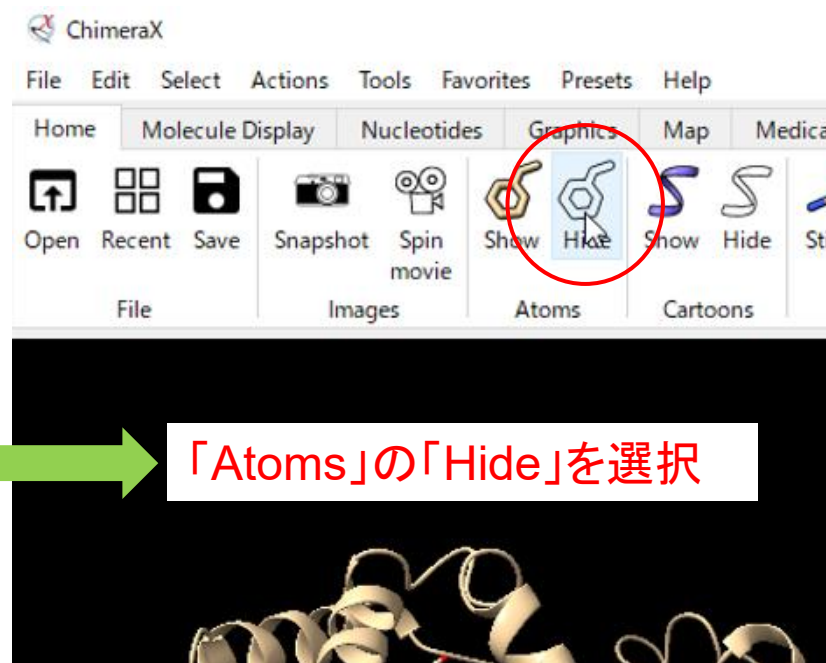 ChimeraX
File Edit Select Actions Tools Favorites Presets Help
Home Molecule Display Nucleotides Graphics Map
Open Recent Save Snapshot Spin movie Show Hide Show Hide
File Images Atoms Cartoons
「Atoms」の「Hide」を選択